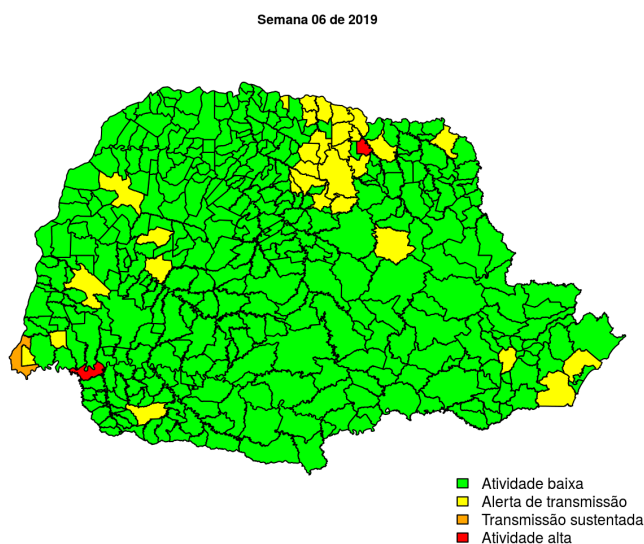 Semana 06 de 2019
Atividade baixa
Alerta de transmissão
Transmissão sustentada
Atividade alta